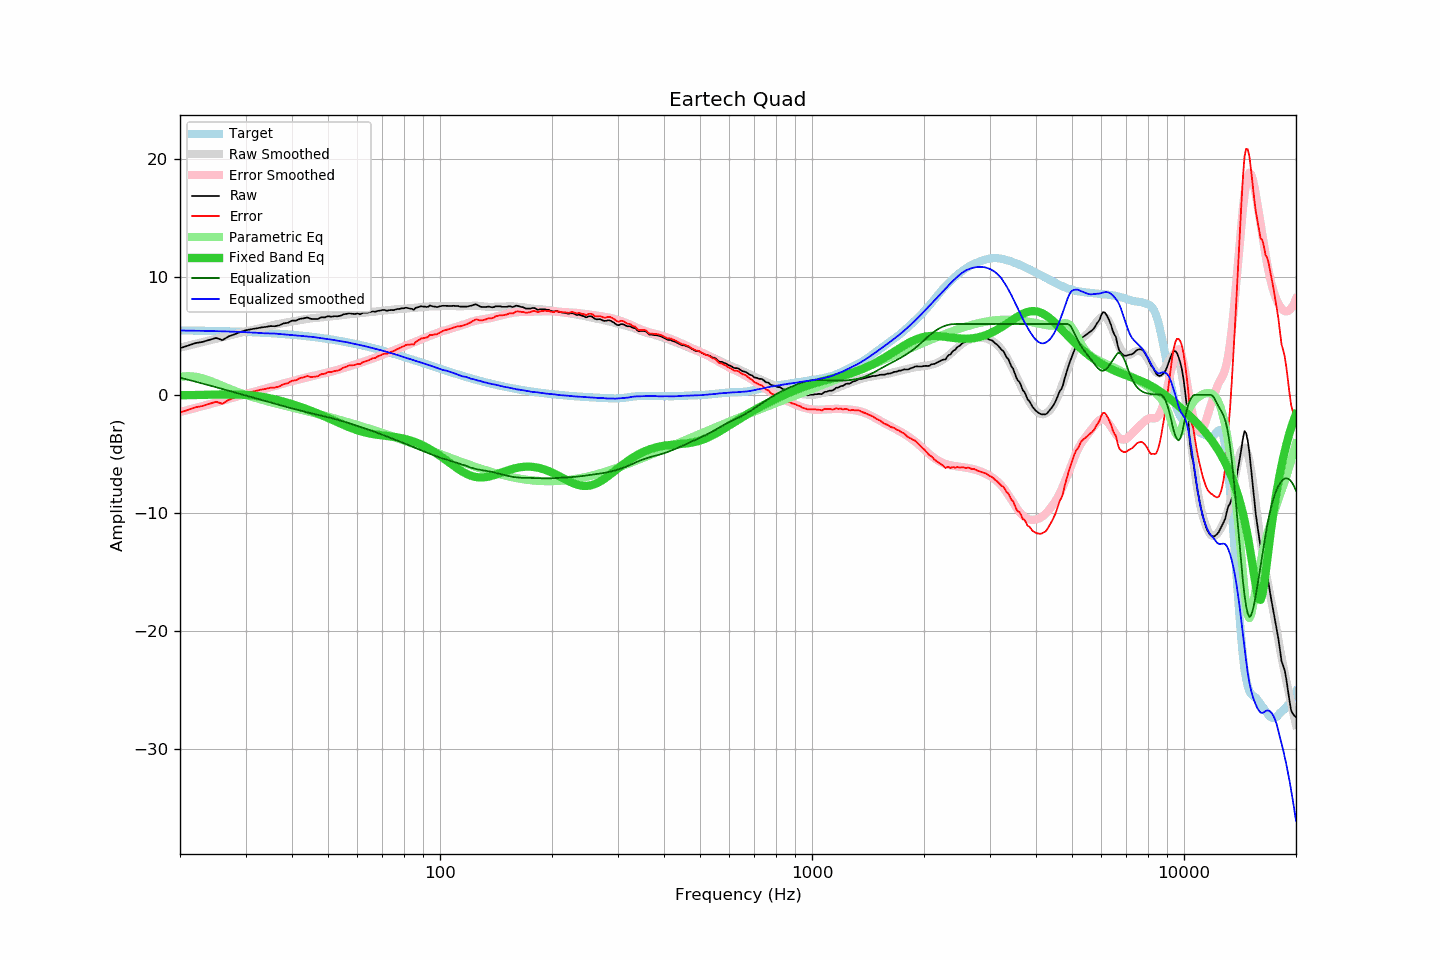 Eartech Quad
Target
Raw Smoothed
Error Smoothed
Raw
Error
Parametric Eq
Fixed Band Eq
Equalization
Equalized smoothed
20
10
0
−10
−20
−30
Amplitude (dBr)
100
1000
10000
Frequency (Hz)